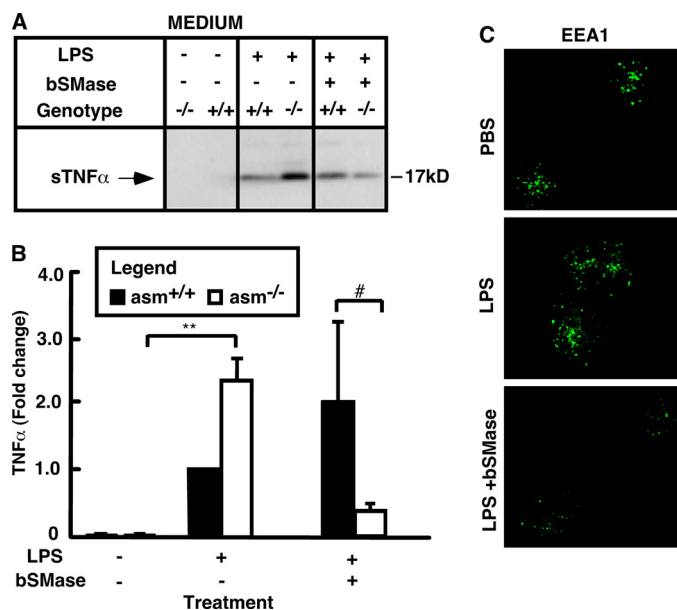 A
MEDIUM
LPS - - + + + +
bSMase - - - - + +
Genotype -/- +/+ +/+ -/- +/+ -/-
sTNFα
–17kD
B
4.0
3.0
2.0
1.0
0
TNFα (Fold change)
Legend
asm+/+ asm-/-
**
#
LPS - + +
bSMase - - +
Treatment
C
EEA1
PBS
LPS
LPS +bSMase